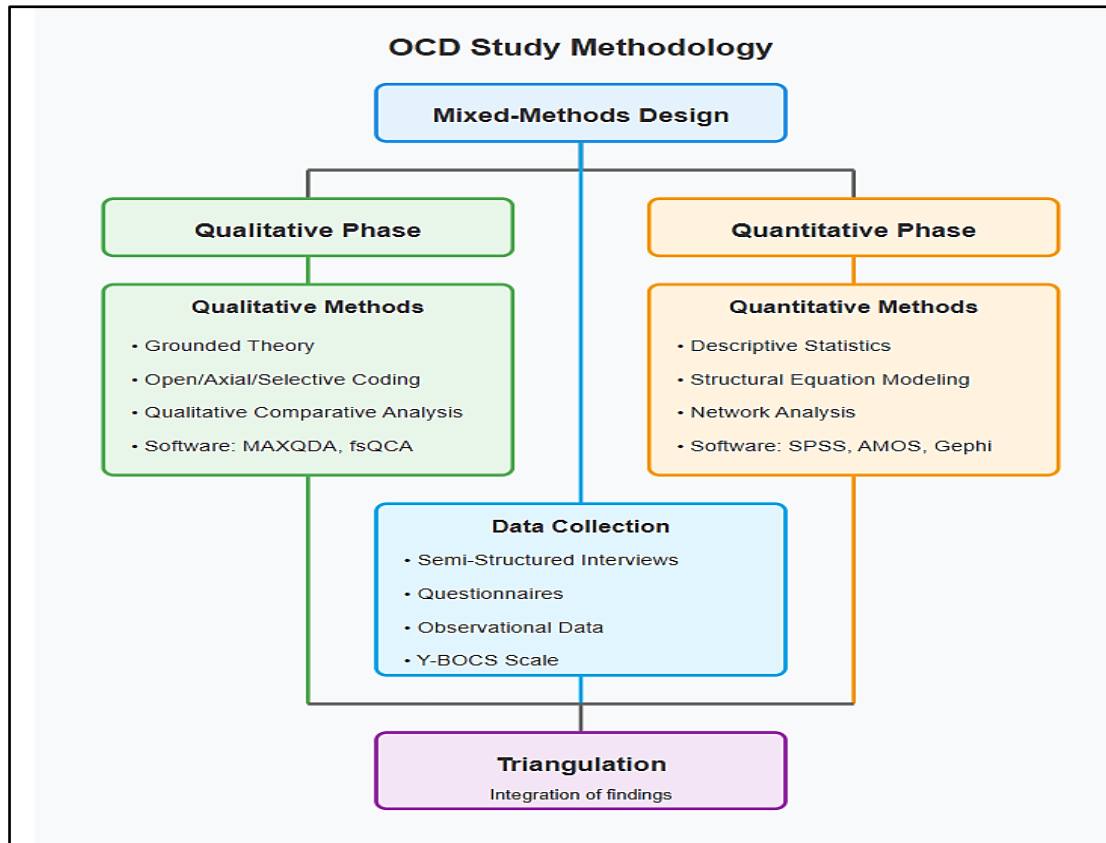 OCD Study Methodology
Mixed-Methods Design
Qualitative Phase
Quantitative Phase
Qualitative Methods
• Grounded Theory
• Open/Axial/Selective Coding
• Qualitative Comparative Analysis
• Software: MAXQDA, fsQCA
Quantitative Methods
• Descriptive Statistics
• Structural Equation Modeling
• Network Analysis
• Software: SPSS, AMOS, Gephi
Data Collection
• Semi-Structured Interviews
• Questionnaires
• Observational Data
• Y-BOCS Scale
Triangulation
Integration of findings